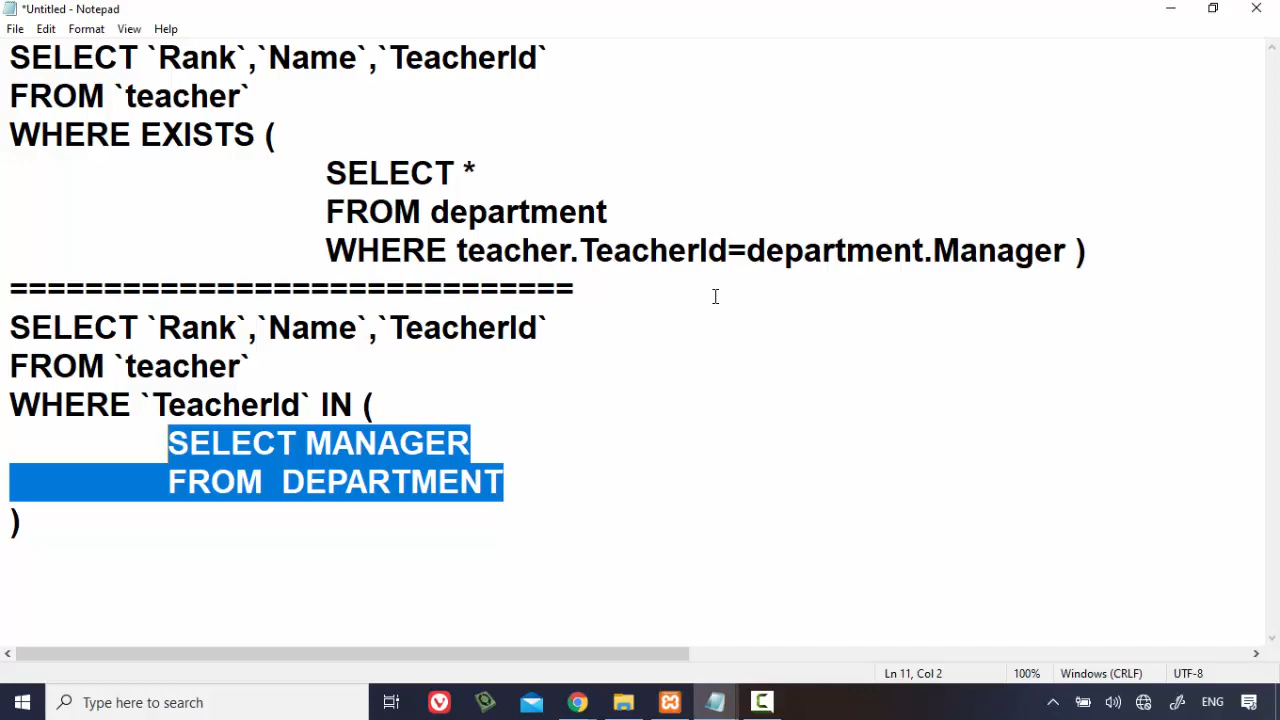 *Untitled - Notepad
File Edit Format View Help
SELECT `Rank`,`Name`,`TeacherId`
FROM `teacher`
WHERE EXISTS (
SELECT *
FROM department
WHERE teacher.TeacherId=department.Manager )
==============================
SELECT `Rank`,`Name`,`TeacherId`
FROM `teacher`
WHERE `TeacherId` IN (
SELECT MANAGER
FROM  DEPARTMENT
)
Ln 11, Col 2 100% Windows (CRLF) UTF-8
Type here to search ENG